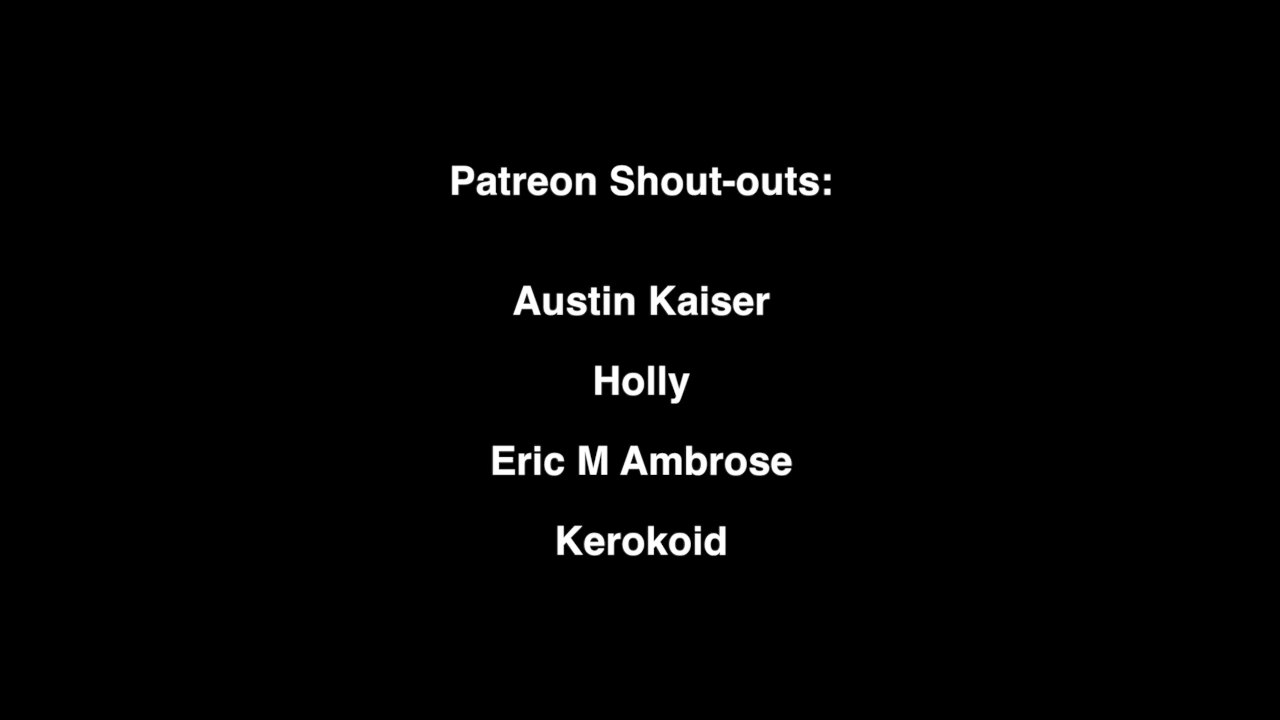 Patreon Shout-outs:
Austin Kaiser
Holly
Eric M Ambrose
Kerokoid